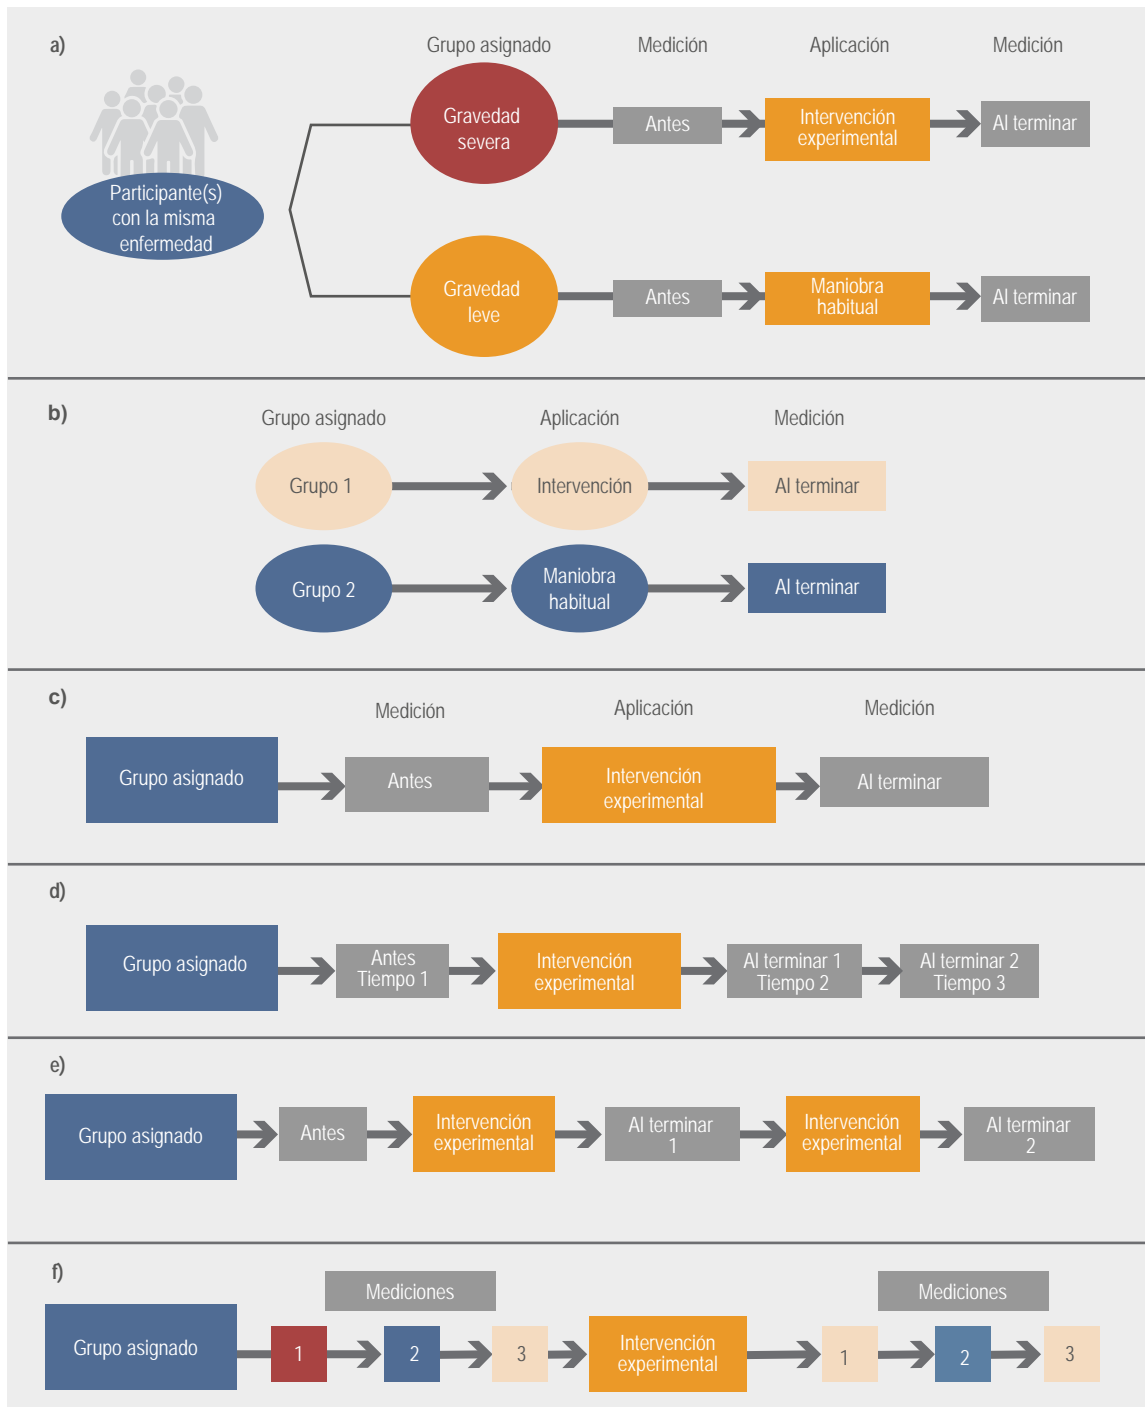 a)
Grupo asignado
Medición
Aplicación
Medición
Participante(s)
con la misma
enfermedad
Gravedad
severa
Antes
Intervención
experimental
Al terminar
Gravedad
leve
Antes
Maniobra
habitual
Al terminar
b)
Grupo asignado
Aplicación
Medición
Grupo 1
Intervención
Al terminar
Grupo 2
Maniobra
habitual
Al terminar
c)
Medición
Aplicación
Medición
Grupo asignado
Antes
Intervención
experimental
Al terminar
d)
Grupo asignado
Antes
Tiempo 1
Intervención
experimental
Al terminar 1
Tiempo 2
Al terminar 2
Tiempo 3
e)
Grupo asignado
Antes
Intervención
experimental
Al terminar
1
Intervención
experimental
Al terminar
2
f)
Mediciones
Mediciones
Grupo asignado
1
2
3
Intervención
experimental
1
2
3